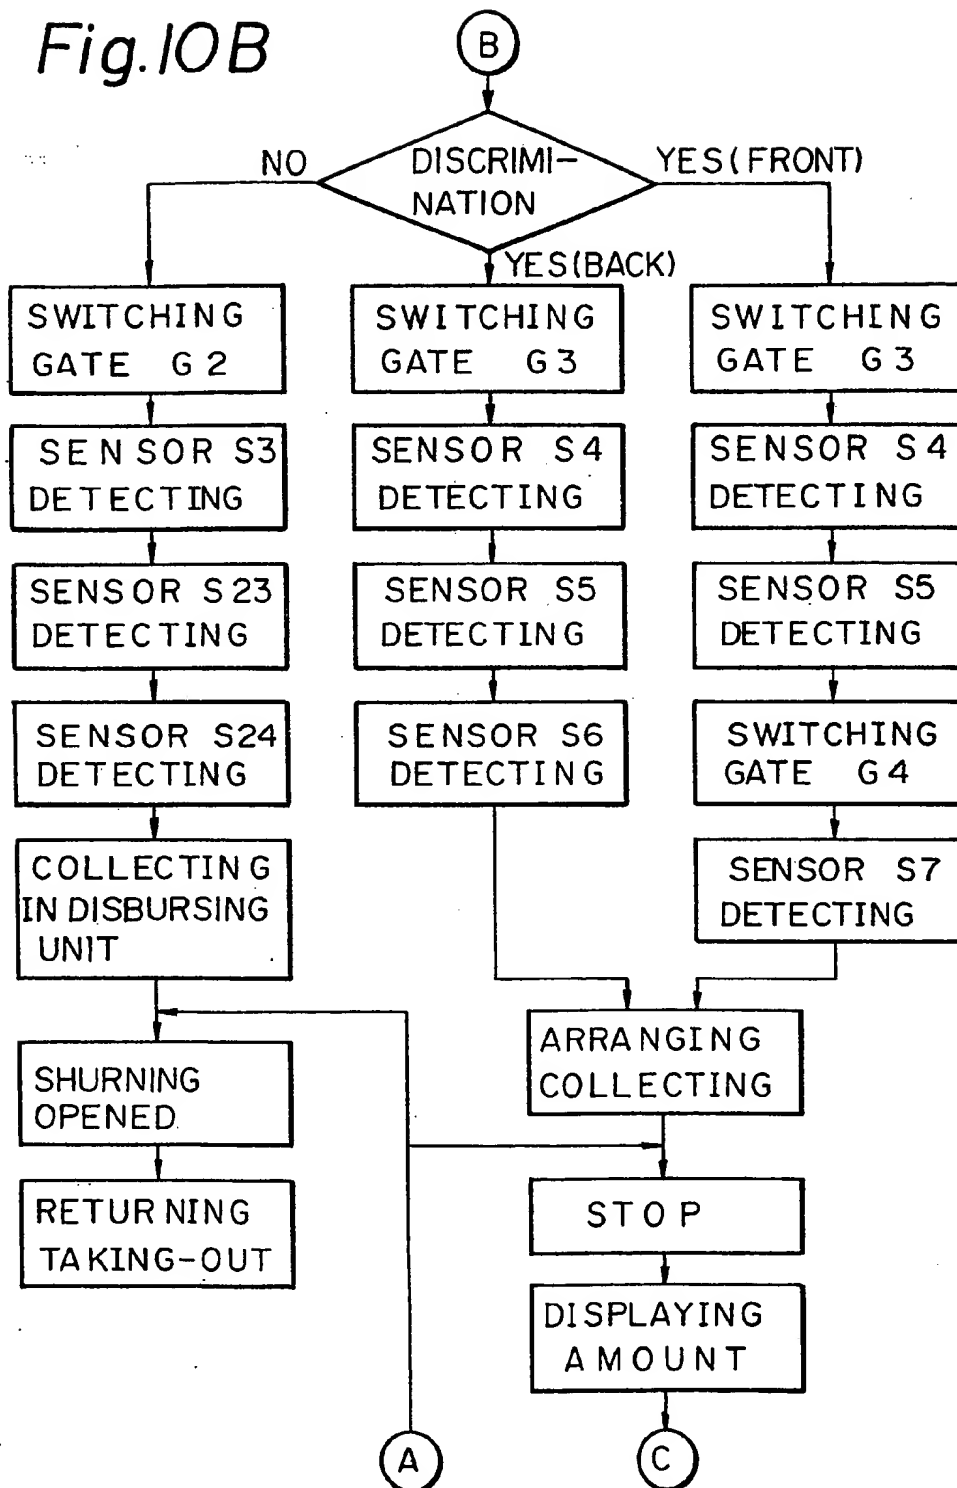 Fig.10B
B
DISCRIMI-
NATION
NO
YES(FRONT)
YES(BACK)
SWITCHING
GATE G2
SENSOR S3
DETECTING
SENSOR S23
DETECTING
SENSOR S24
DETECTING
COLLECTING
IN DISBURSING
UNIT
SHURNING
OPENED
RETURNING
TAKING-OUT
SWITCHING
GATE G3
SENSOR S4
DETECTING
SENSOR S5
DETECTING
SENSOR S6
DETECTING
SWITCHING
GATE G3
SENSOR S4
DETECTING
SENSOR S5
DETECTING
SWITCHING
GATE G4
SENSOR S7
DETECTING
ARRANGING
COLLECTING
STOP
DISPLAYING
AMOUNT
A
C